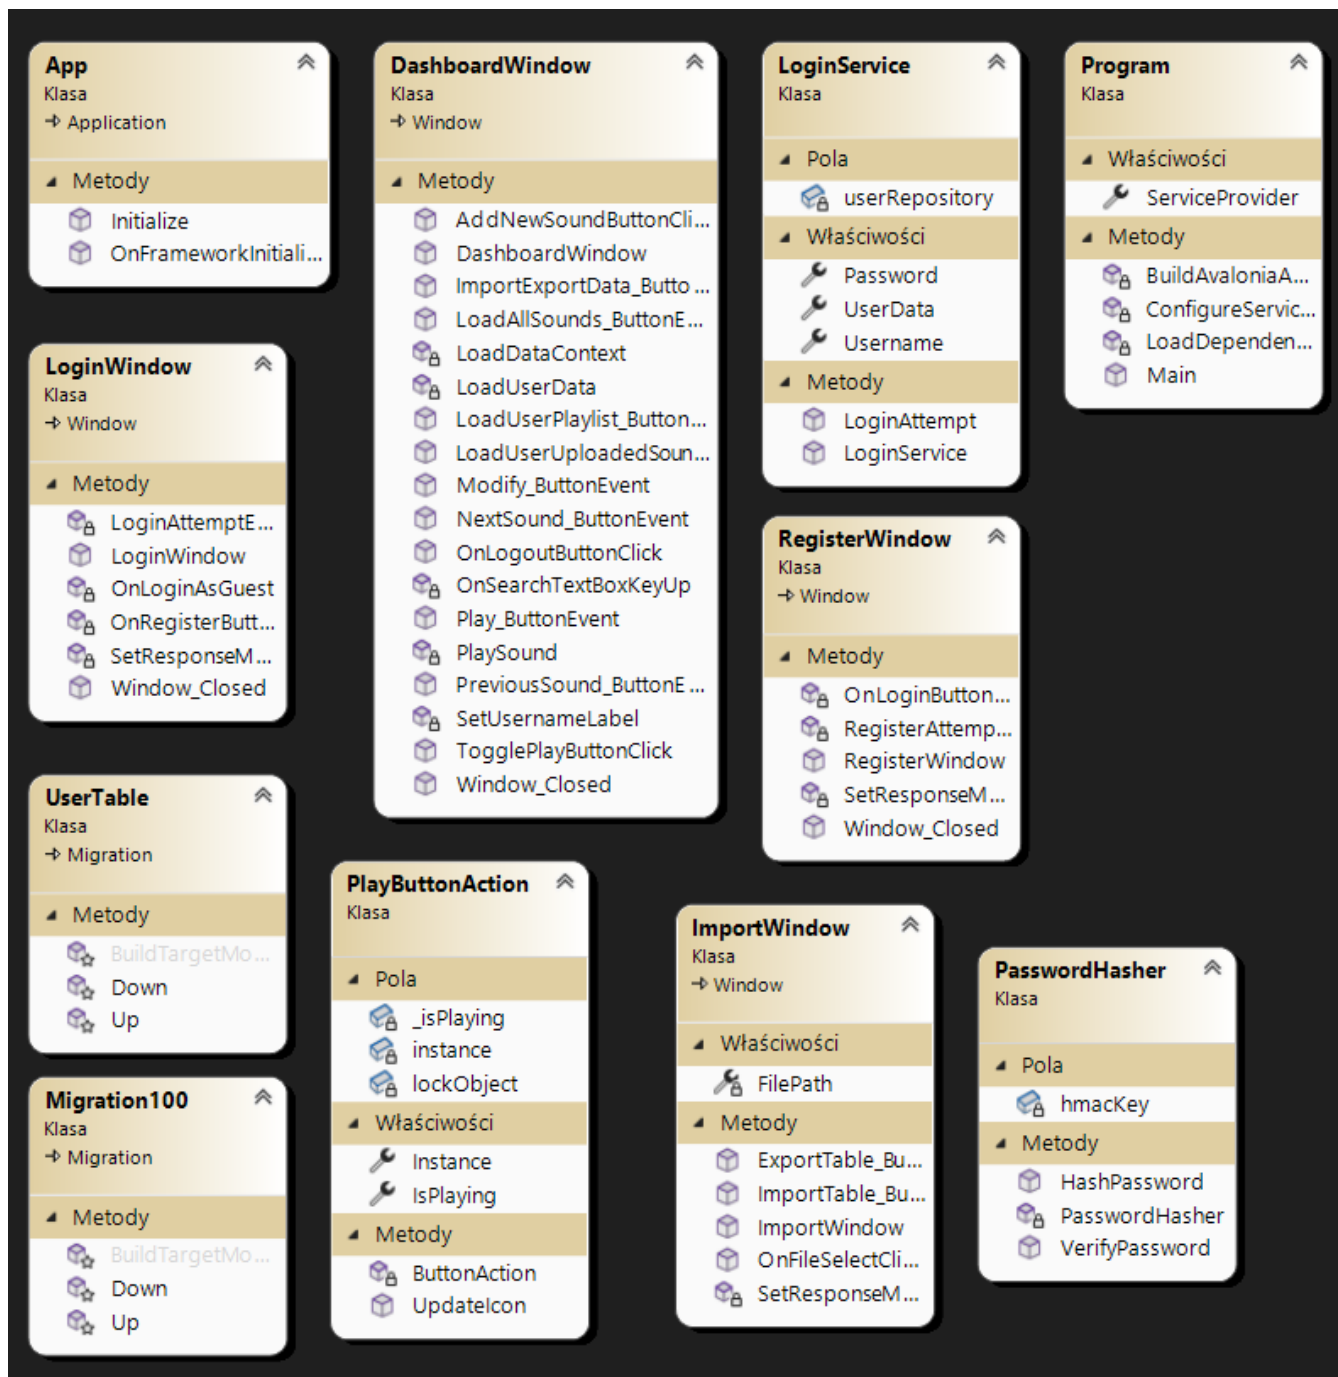 App
Klasa
Application
Metody
Initialize
OnFrameworkInitiali...
DashboardWindow
Klasa
Window
Metody
AddNewSoundButtonCli...
DashboardWindow
ImportExportData_Butto...
LoadAllSounds_ButtonE...
LoadDataContext
LoadUserData
LoadUserPlaylist_Button...
LoadUserUploadedSoun...
Modify_ButtonEvent
NextSound_ButtonEvent
OnLogoutButtonClick
OnSearchTextBoxKeyUp
Play_ButtonEvent
PlaySound
PreviousSound_ButtonE...
SetUsernameLabel
TogglePlayButtonClick
Window_Closed
LoginService
Klasa
Pola
userRepository
Właściwości
Password
UserData
Username
Metody
LoginAttempt
LoginService
Program
Klasa
Właściwości
ServiceProvider
Metody
BuildAvaloniaA...
ConfigureServic...
LoadDependen...
Main
LoginWindow
Klasa
Window
Metody
LoginAttemptE...
LoginWindow
OnLoginAsGuest
OnRegisterButt...
SetResponseM...
Window_Closed
RegisterWindow
Klasa
Window
Metody
OnLoginButton...
RegisterAttemp...
RegisterWindow
SetResponseM...
Window_Closed
UserTable
Klasa
Migration
Metody
BuildTargetMo...
Down
Up
PlayButtonAction
Klasa
Pola
_isPlaying
instance
lockObject
Właściwości
Instance
IsPlaying
Metody
ButtonAction
UpdateIcon
ImportWindow
Klasa
Window
Właściwości
FilePath
Metody
ExportTable_Bu...
ImportTable_Bu...
ImportWindow
OnFileSelectCli...
SetResponseM...
PasswordHasher
Klasa
Pola
hmacKey
Metody
HashPassword
PasswordHasher
VerifyPassword
Migration100
Klasa
Migration
Metody
BuildTargetMo...
Down
Up